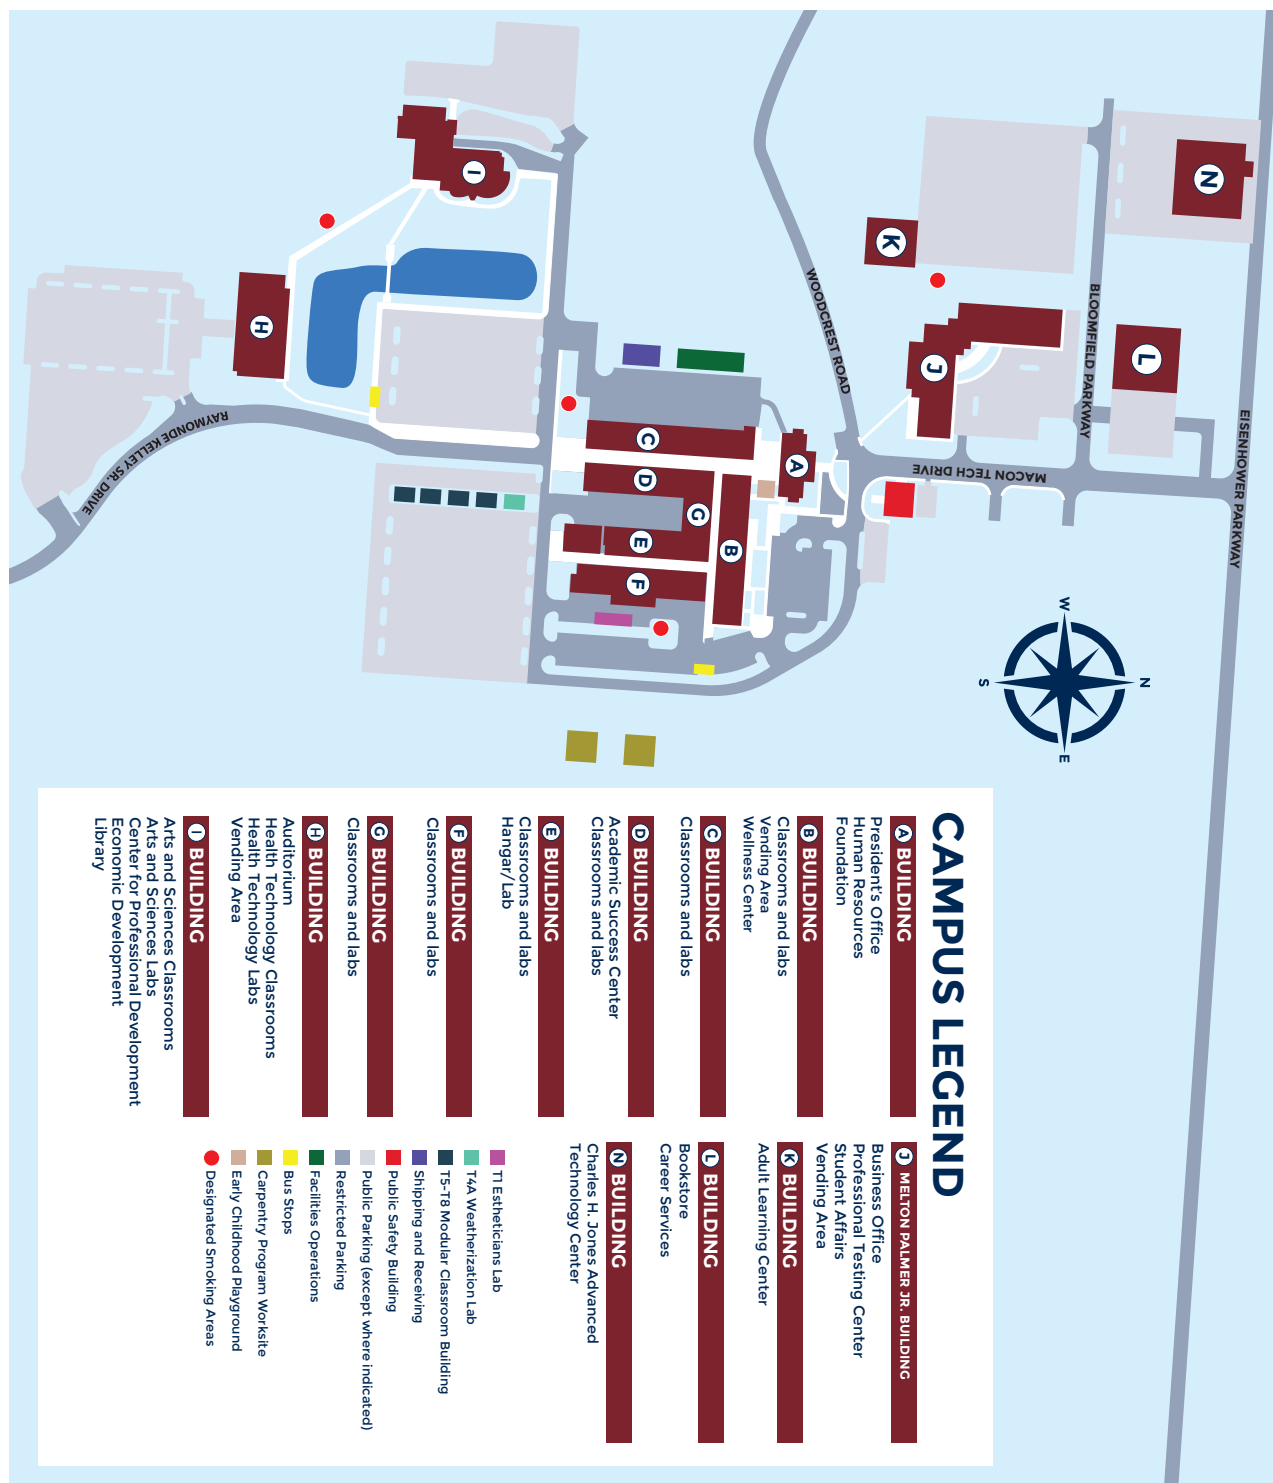 EISENHOWER PARKWAY
BLOOMFIELD PARKWAY
WOODCREST ROAD
MACON TECH DRIVE
RAYMONDE KELLEY SR. DRIVE
N
K
L
J
I
H
A
C
D
G
B
E
F
N
E
S
W
CAMPUS LEGEND
A BUILDING
President's Office
Human Resources
Foundation
B BUILDING
Classrooms and labs
Vending Area
Wellness Center
C BUILDING
Classrooms and labs
D BUILDING
Academic Success Center
Classrooms and labs
E BUILDING
Classrooms and labs
Hangar/Lab
F BUILDING
Classrooms and labs
G BUILDING
Classrooms and labs
H BUILDING
Auditorium
Health Technology Classrooms
Health Technology Labs
Vending Area
I BUILDING
Arts and Sciences Classrooms
Arts and Sciences Labs
Center for Professional Development
Economic Development
Library
J MELTON PALMER JR. BUILDING
Business Office
Professional Testing Center
Student Affairs
Vending Area
K BUILDING
Adult Learning Center
L BUILDING
Bookstore
Career Services
N BUILDING
Charles H. Jones Advanced
Technology Center
T1 Estheticians Lab
T4A Weatherization Lab
T5-T8 Modular Classroom Building
Shipping and Receiving
Public Safety Building
Public Parking (except where indicated)
Restricted Parking
Facilities Operations
Bus Stops
Carpentry Program Worksite
Early Childhood Playground
Designated Smoking Areas